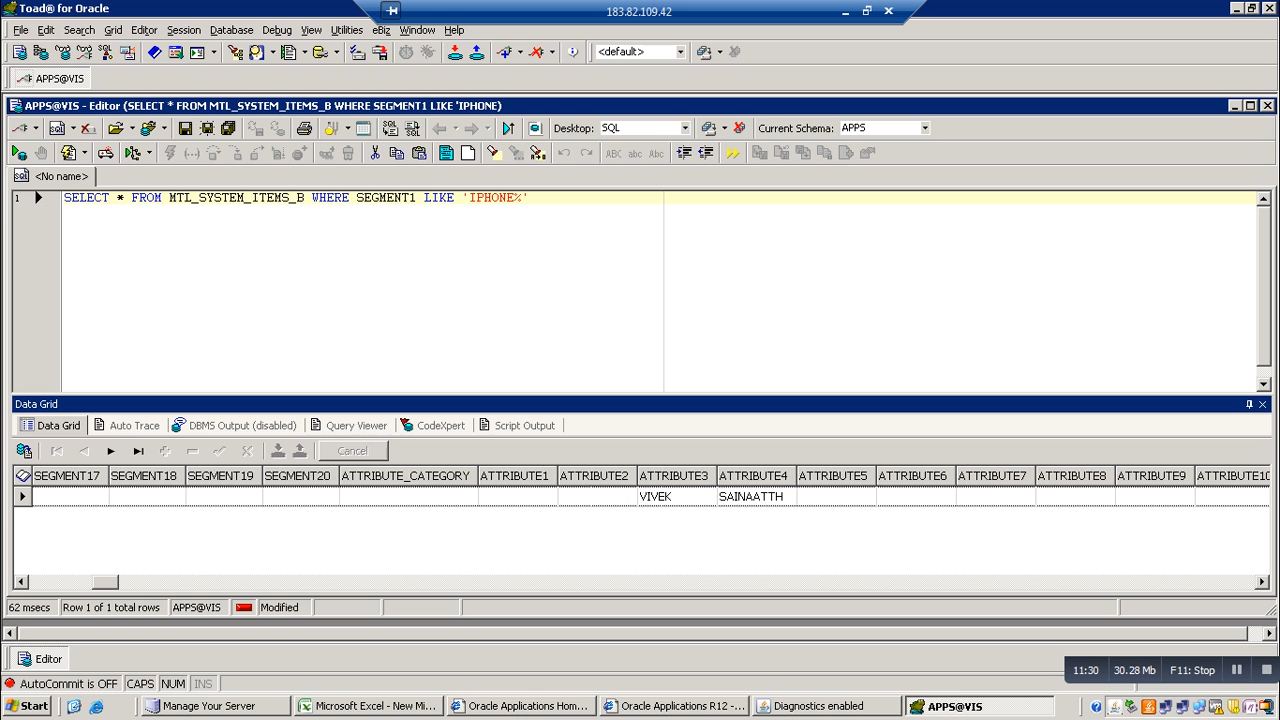 Toad® for Oracle
183.82.109.42
File Edit Search Grid Editor Session Database Debug View Utilities eBiz Window Help
<default>
APPS@VIS
APPS@VIS - Editor (SELECT * FROM MTL_SYSTEM_ITEMS_B WHERE SEGMENT1 LIKE 'IPHONE)
Desktop: SQL Current Schema: APPS
ABC abc Abc
SQL <No name>
1 SELECT * FROM MTL_SYSTEM_ITEMS_B WHERE SEGMENT1 LIKE 'IPHONE%'
Data Grid
Data Grid Auto Trace DBMS Output (disabled) Query Viewer CodeXpert Script Output
Cancel
SEGMENT17 SEGMENT18 SEGMENT19 SEGMENT20 ATTRIBUTE_CATEGORY ATTRIBUTE1 ATTRIBUTE2 ATTRIBUTE3 ATTRIBUTE4 ATTRIBUTE5 ATTRIBUTE6 ATTRIBUTE7 ATTRIBUTE8 ATTRIBUTE9 ATTRIBUTE10
VIVEK SAINAATTH
62 msecs Row 1 of 1 total rows APPS@VIS Modified
Editor
11:30 30.28 Mb F11: Stop
AutoCommit is OFF CAPS NUM INS
Start Manage Your Server Microsoft Excel - New Mi... Oracle Applications Hom... Oracle Applications R12 - ... Diagnostics enabled APPS@VIS